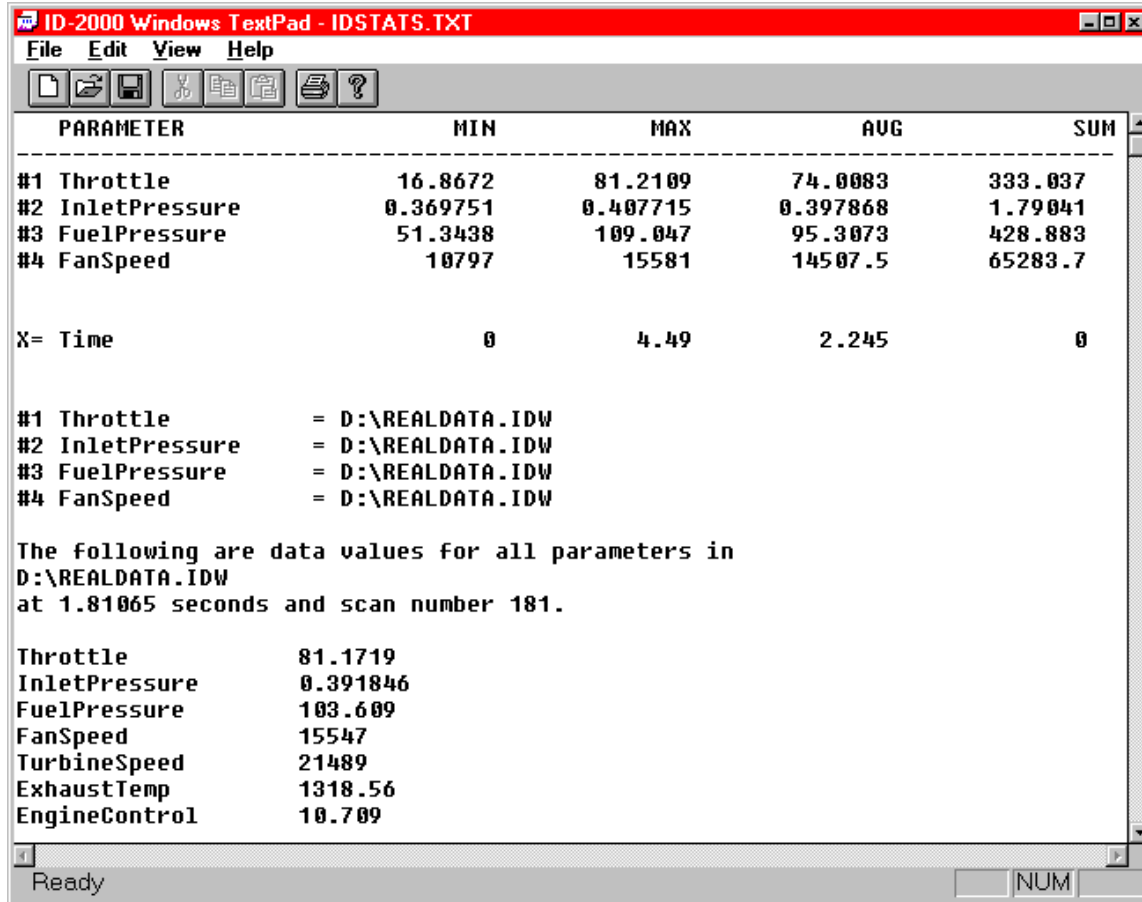 ID-2000 Windows TextPad - IDSTATS.TXT
File Edit View Help
PARAMETER MIN MAX AVG SUM
--------------------------------------------------------------------------------
#1 Throttle 16.8672 81.2109 74.0083 333.037
#2 InletPressure 0.369751 0.407715 0.397868 1.79041
#3 FuelPressure 51.3438 109.047 95.3073 428.883
#4 FanSpeed 10797 15581 14507.5 65283.7
X= Time 0 4.49 2.245 0
#1 Throttle = D:\REALDATA.IDW
#2 InletPressure = D:\REALDATA.IDW
#3 FuelPressure = D:\REALDATA.IDW
#4 FanSpeed = D:\REALDATA.IDW
The following are data values for all parameters in
D:\REALDATA.IDW
at 1.81065 seconds and scan number 181.
Throttle 81.1719
InletPressure 0.391846
FuelPressure 103.609
FanSpeed 15547
TurbineSpeed 21489
ExhaustTemp 1318.56
EngineControl 10.709
Ready NUM